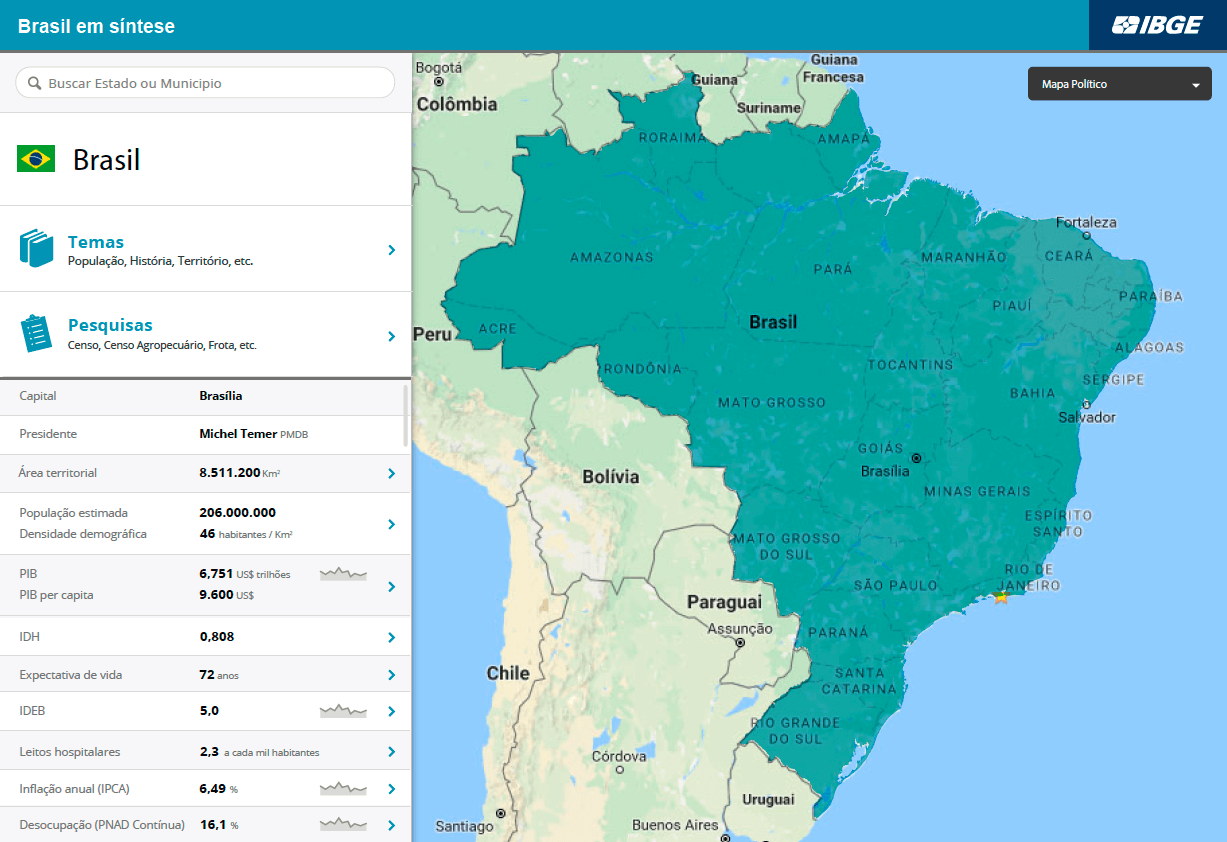 Brasil em síntese
IBGE
Buscar Estado ou Municipio
Brasil
Temas
População, História, Território, etc.
Pesquisas
Censo, Censo Agropecuário, Frota, etc.
Capital Brasília
Presidente Michel Temer PMDB
Área territorial 8.511.200 Km²
População estimada 206.000.000
Densidade demográfica 46 habitantes / Km²
PIB 6,751 US$ trilhões
PIB per capita 9.600 US$
IDH 0,808
Expectativa de vida 72 anos
IDEB 5,0
Leitos hospitalares 2,3 a cada mil habitantes
Inflação anual (IPCA) 6,49 %
Desocupação (PNAD Contínua) 16,1 %
Mapa Político
Bogotá
Colômbia
Guiana
Guiana
Francesa
Suriname
RORAIMA
AMAPÁ
Fortaleza
AMAZONAS
PARÁ
MARANHÃO
CEARÁ
PARAÍBA
PIAUÍ
Peru
ACRE
Brasil
ALAGOAS
RONDÔNIA
TOCANTINS
SERGIPE
MATO GROSSO
BAHIA
Salvador
GOIÁS
Brasília
Bolívia
MINAS GERAIS
ESPÍRITO
SANTO
MATO GROSSO
DO SUL
RIO DE
JANEIRO
SÃO PAULO
Paraguai
Assunção
PARANÁ
Chile
SANTA
CATARINA
RIO GRANDE
DO SUL
Córdova
Uruguai
Santiago
Buenos Aires